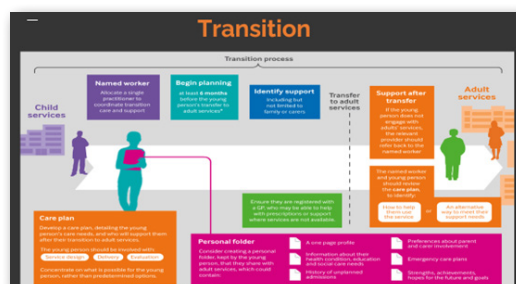 Transition
Transition process
Child
services
Named worker
Allocate a single
practitioner to
coordinate transition
care and support
Begin planning
at least 6 months
before the young
person's transfer to
adult services*
Identify support
including but
not limited to
family or carers
Transfer
to adult
services
Support after
transfer
If the young
person does not
engage with
adults' services,
the relevant
provider should
refer back to the
named worker
Adult
services
The named worker
and young person
should review
the care plan,
to identify:
How to help
them use
the service
or
An alternative
way to meet their
support needs
Ensure they are registered
with a GP, who may be able to help
with prescriptions or support
where services are not available.
Care plan
Develop a care plan, detailing the young
person's care needs, and who will support them
after their transition to adult services.
The young person should be involved with:
Service design
Delivery
Evaluation
Concentrate on what is possible for the young
person, rather than predetermined options.
Personal folder
Consider creating a personal
folder, kept by the young
person, that they share with
adult services, which could
contain:
A one page profile
Information about their
health condition, education
and social care needs
History of unplanned
admissions
Preferences about parent
and carer involvement
Emergency care plans
Strengths, achievements,
hopes for the future and goals